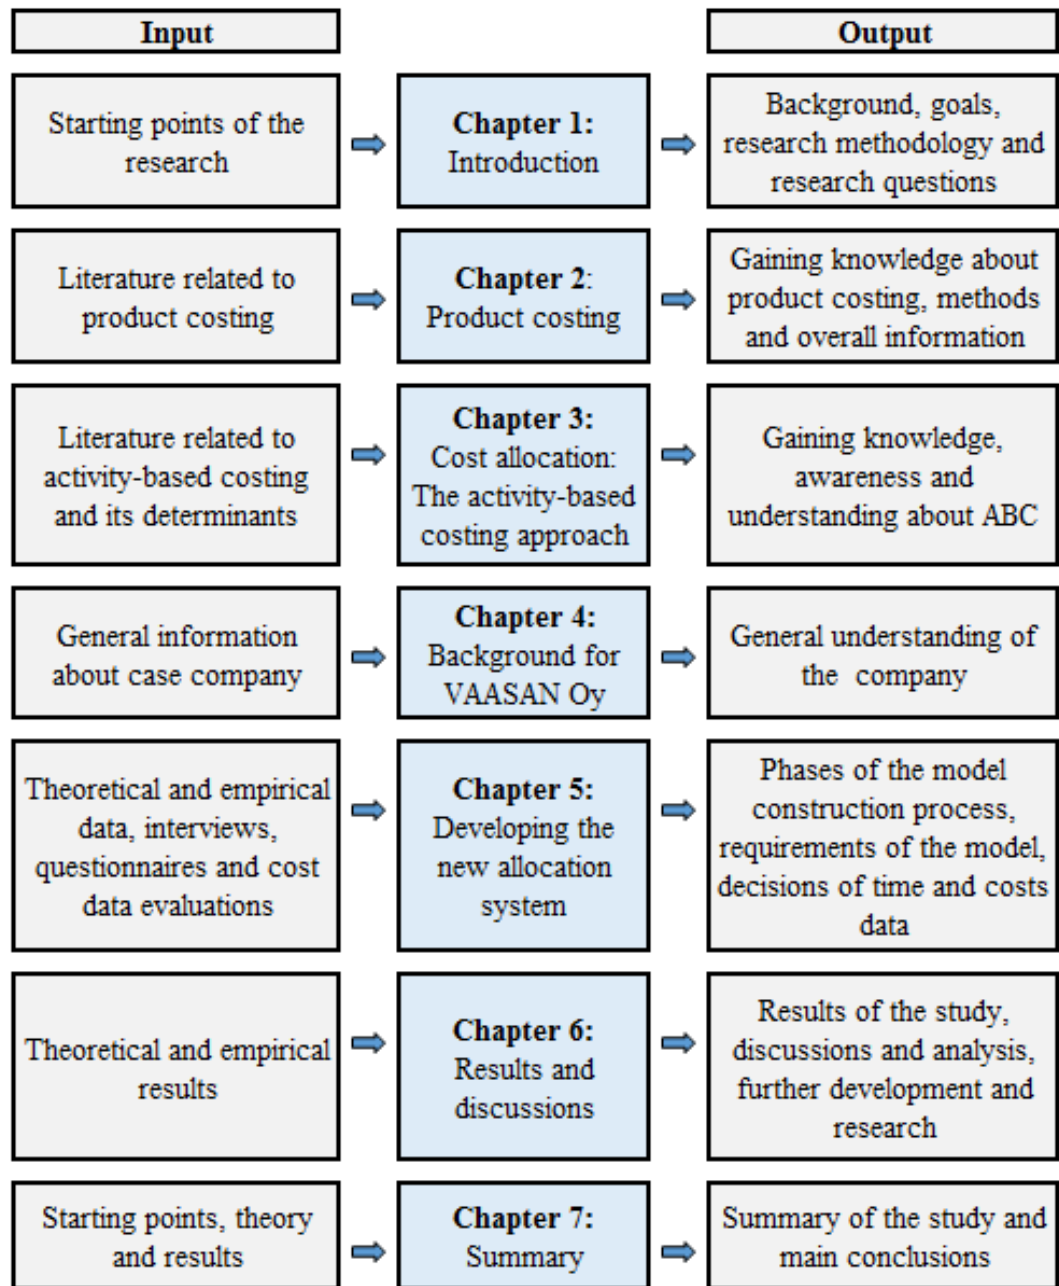 Input
Output
Starting points of the
research
Chapter 1:
Introduction
Background, goals,
research methodology and
research questions
Literature related to
product costing
Chapter 2:
Product costing
Gaining knowledge about
product costing, methods
and overall information
Literature related to
activity-based costing
and its determinants
Chapter 3:
Cost allocation:
The activity-based
costing approach
Gaining knowledge,
awareness and
understanding about ABC
General information
about case company
Chapter 4:
Background for
VAASAN Oy
General understanding of
the company
Theoretical and empirical
data, interviews,
questionnaires and cost
data evaluations
Chapter 5:
Developing the
new allocation
system
Phases of the model
construction process,
requirements of the model,
decisions of time and costs
data
Theoretical and empirical
results
Chapter 6:
Results and
discussions
Results of the study,
discussions and analysis,
further development and
research
Starting points, theory
and results
Chapter 7:
Summary
Summary of the study and
main conclusions